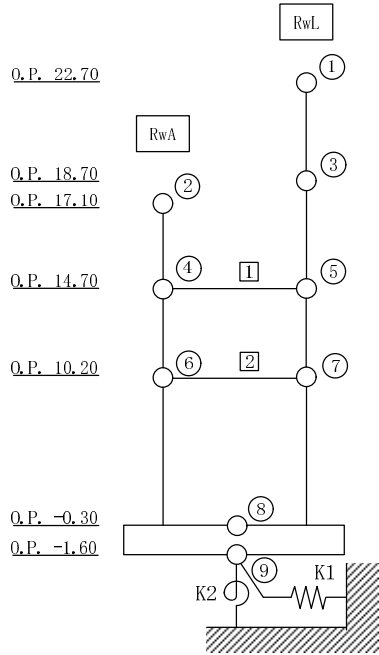 RwL
O.P. 22.70
①
RwA
O.P. 18.70
③
O.P. 17.10
②
O.P. 14.70
④
1
⑤
O.P. 10.20
⑥
2
⑦
O.P. -0.30
⑧
O.P. -1.60
⑨
K2
K1